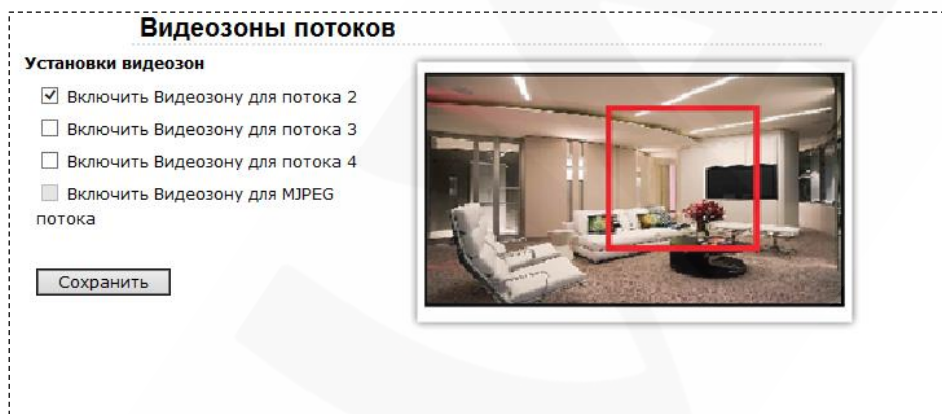 Видеозоны потоков
Установки видеозон
Включить Видеозону для потока 2
Включить Видеозону для потока 3
Включить Видеозону для потока 4
Включить Видеозону для MJPEG
потока
Сохранить